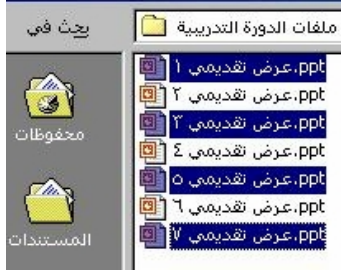 بحث في
ملفات الدورة التدريبية
محفوظات
المستندات
عرض تقديمي ١.ppt
عرض تقديمي ٢.ppt
عرض تقديمي ٣.ppt
عرض تقديمي ٤.ppt
عرض تقديمي ٥.ppt
عرض تقديمي ٦.ppt
عرض تقديمي ٧.ppt